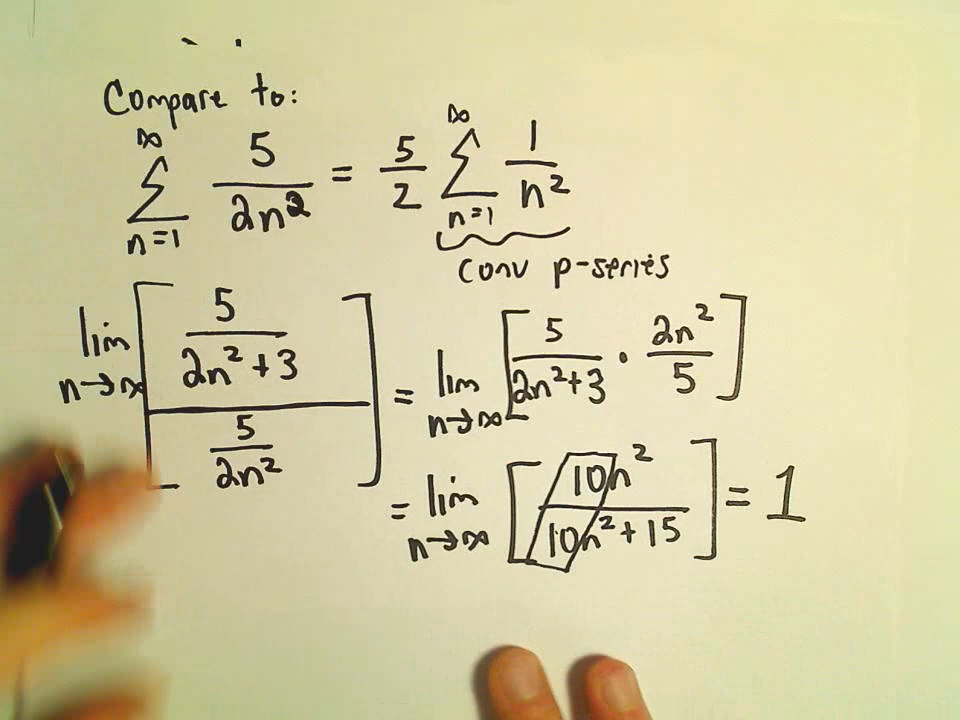 Compare to:
∞ ∑ n=1 5/2n² = 5/2 ∞ ∑ n=1 1/n²
conv p-series
lim n→∞ [ (5/(2n²+3)) / (5/2n²) ] = lim n→∞ [ 5/(2n²+3) · 2n²/5 ]
= lim n→∞ [ 10n²/(10n²+15) ] = 1